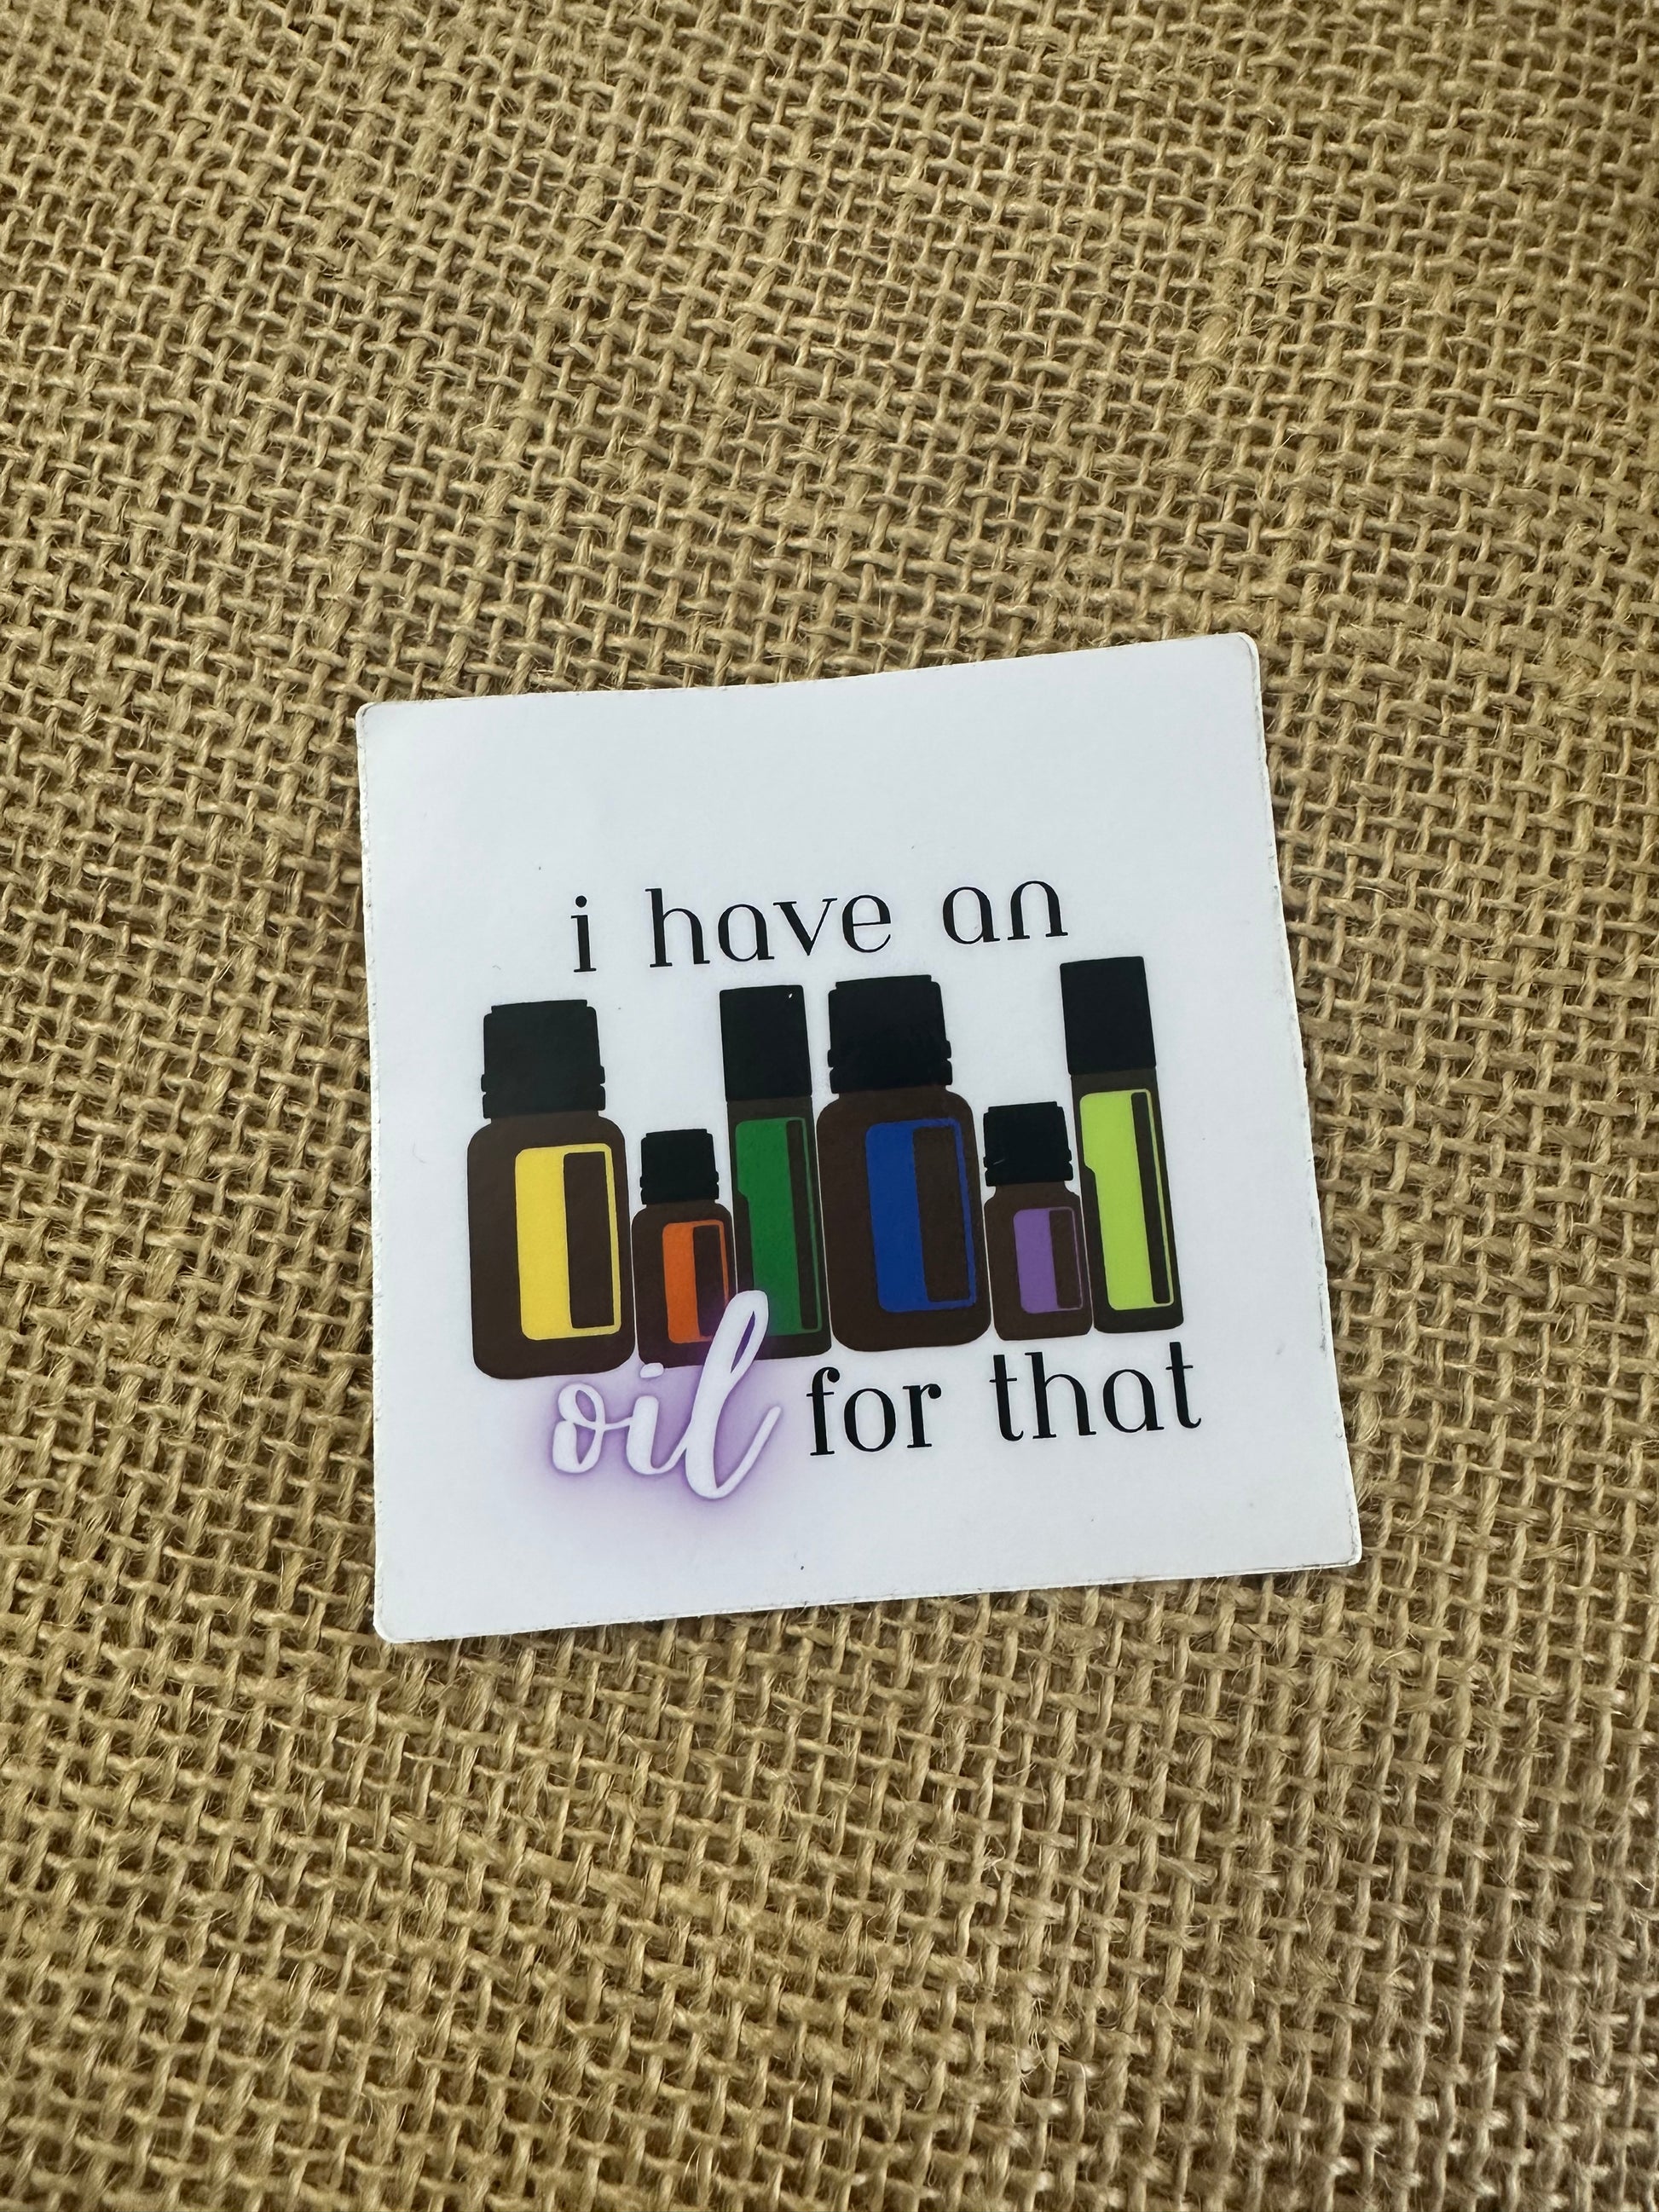 i have an
oil for that